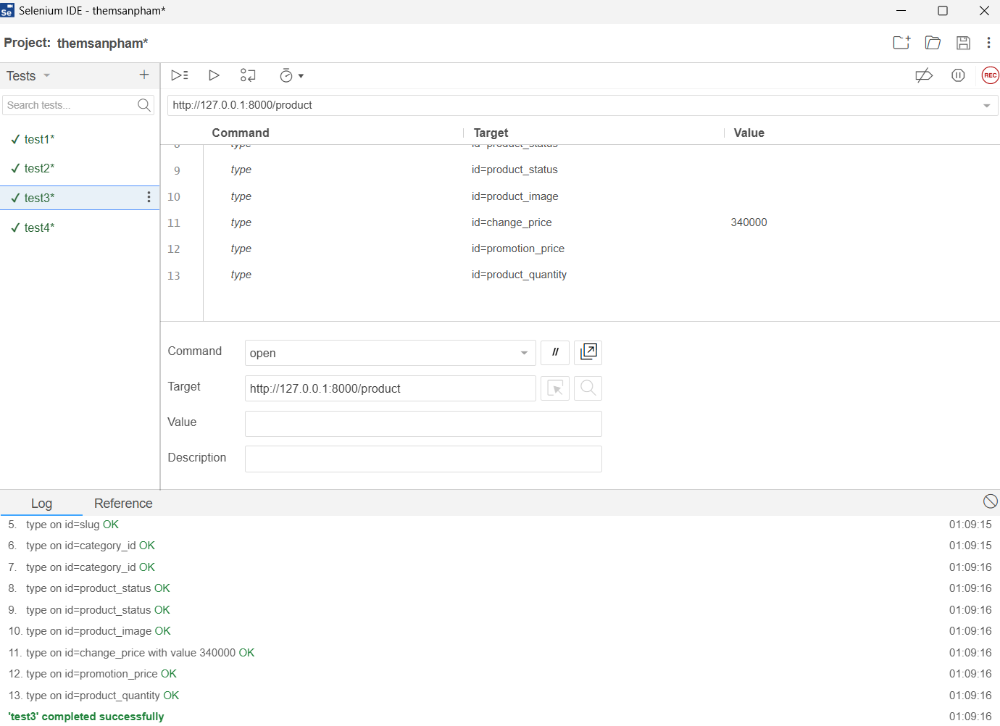 Se Selenium IDE - themsanpham*
Project: themsanpham*
Tests
Search tests...
✓ test1*
✓ test2*
✓ test3*
✓ test4*
REC
http://127.0.0.1:8000/product
Command Target Value
8 type id=product_status
9 type id=product_status
10 type id=product_image
11 type id=change_price 340000
12 type id=promotion_price
13 type id=product_quantity
Command open //
Target http://127.0.0.1:8000/product
Value
Description
Log Reference
5. type on id=slug OK 01:09:15
6. type on id=category_id OK 01:09:15
7. type on id=category_id OK 01:09:16
8. type on id=product_status OK 01:09:16
9. type on id=product_status OK 01:09:16
10. type on id=product_image OK 01:09:16
11. type on id=change_price with value 340000 OK 01:09:16
12. type on id=promotion_price OK 01:09:16
13. type on id=product_quantity OK 01:09:16
'test3' completed successfully 01:09:16